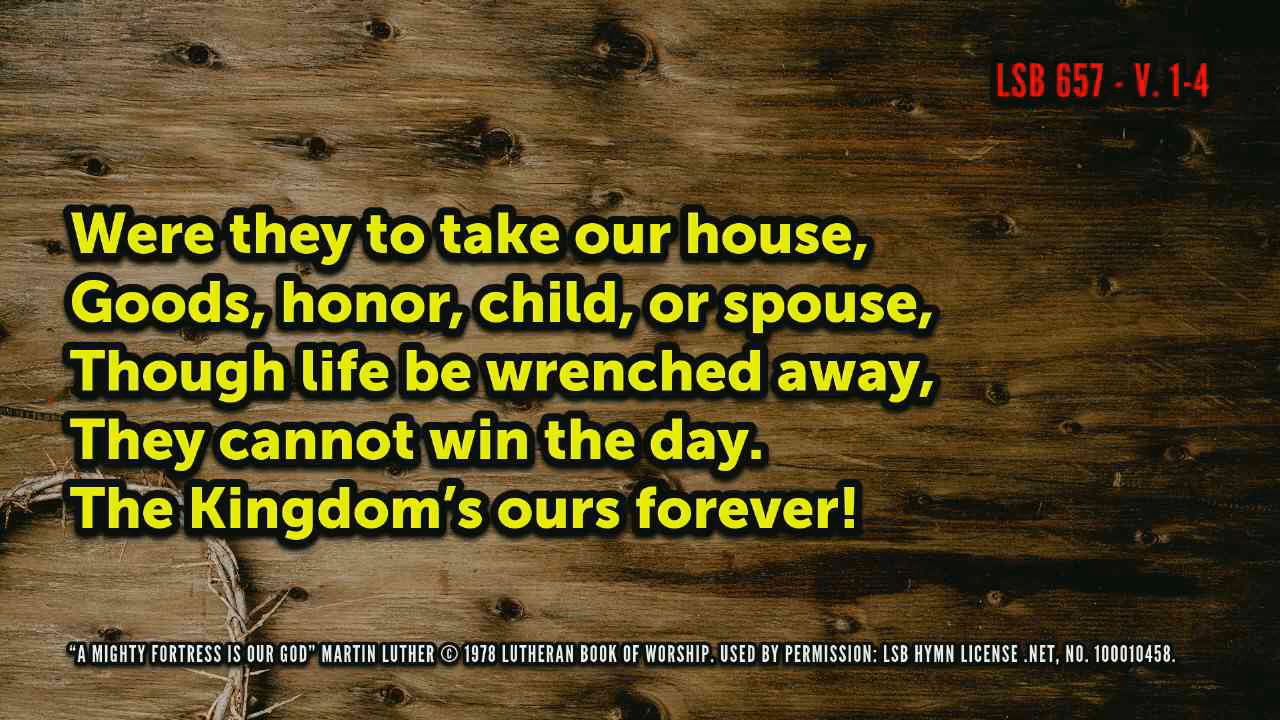 LSB 657 - V. 1-4
Were they to take our house,
Goods, honor, child, or spouse,
Though life be wrenched away,
They cannot win the day.
The Kingdom’s ours forever!
“A MIGHTY FORTRESS IS OUR GOD” MARTIN LUTHER © 1978 LUTHERAN BOOK OF WORSHIP. USED BY PERMISSION: LSB HYMN LICENSE .NET, NO. 100010458.